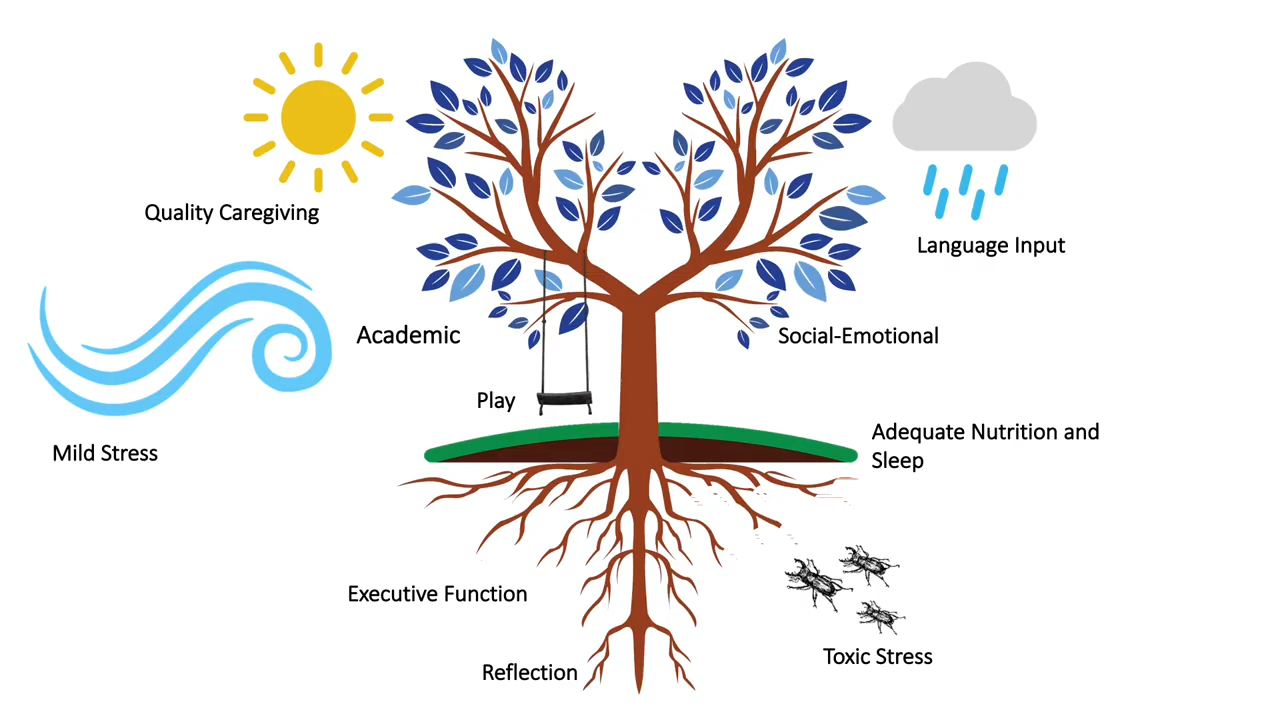 Quality Caregiving
Language Input
Academic
Social-Emotional
Play
Mild Stress
Adequate Nutrition and
Sleep
Executive Function
Toxic Stress
Reflection